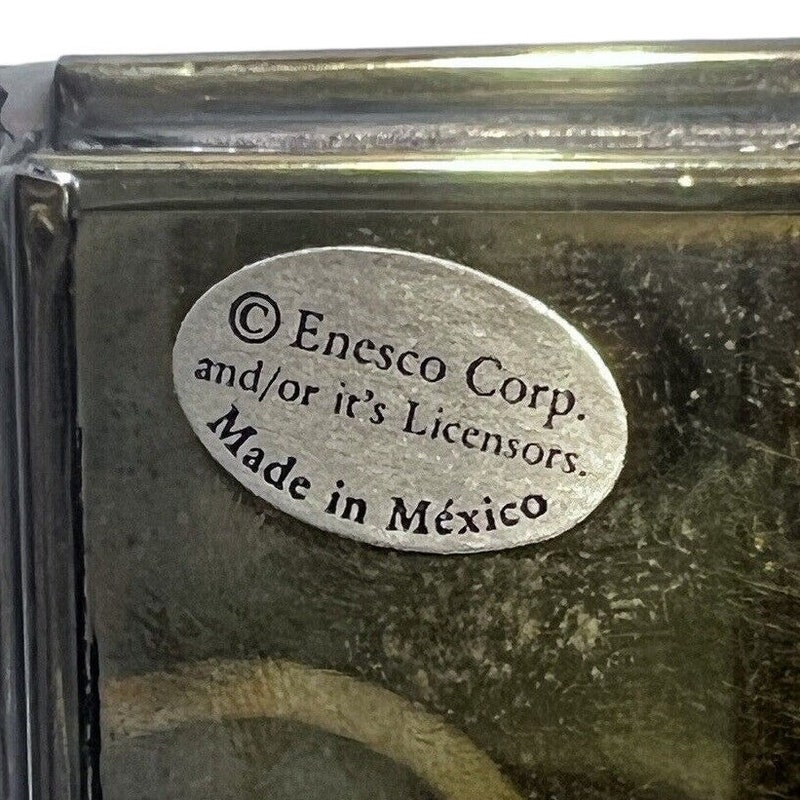 © Enesco Corp.
and/or it's Licensors.
Made in México